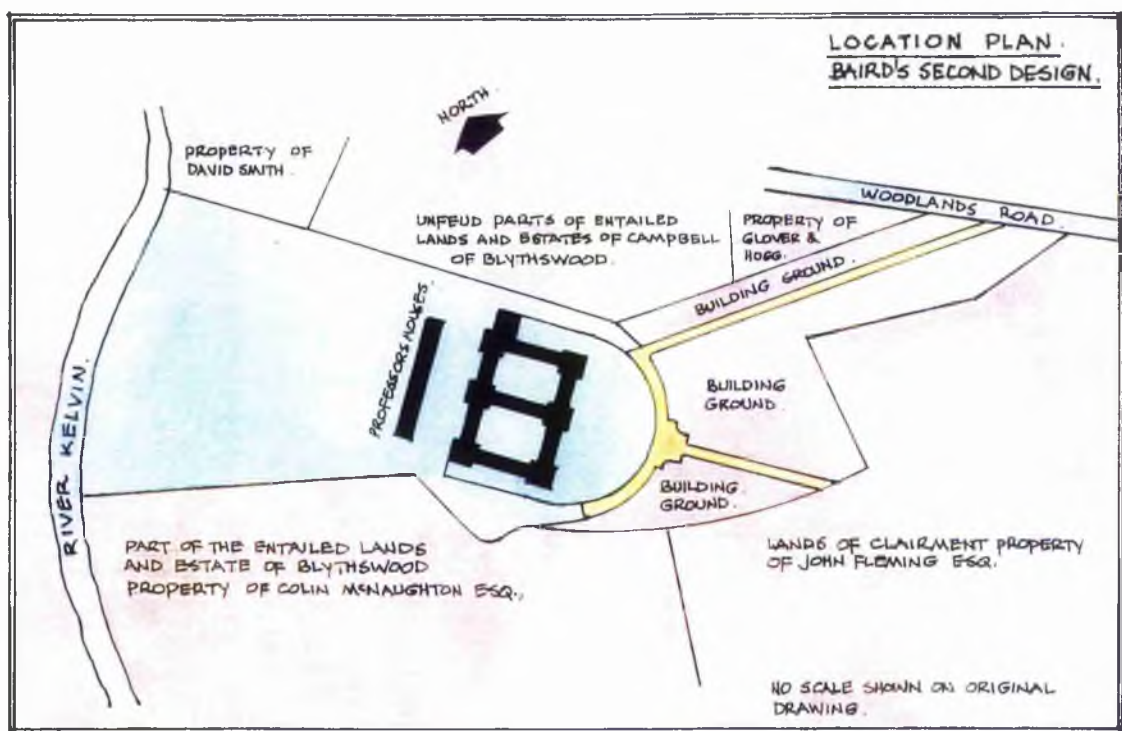 LOCATION PLAN.
BAIRD'S SECOND DESIGN.
NORTH.
PROPERTY OF
DAVID SMITH.
WOODLANDS ROAD.
UNFEUD PARTS OF ENTAILED
LANDS AND ESTATES OF CAMPBELL
OF BLYTHSWOOD.
PROPERTY OF
GLOVER &
HOGG.
BUILDING GROUND.
PROFESSORS HOUSES.
BUILDING
GROUND.
RIVER KELVIN.
BUILDING
GROUND.
PART OF THE ENTAILED LANDS
AND ESTATE OF BLYTHSWOOD
PROPERTY OF COLIN McNAUGHTON ESQ.,
LANDS OF CLAIRMENT PROPERTY
OF JOHN FLEMING ESQ.
NO SCALE SHOWN ON ORIGINAL
DRAWING.